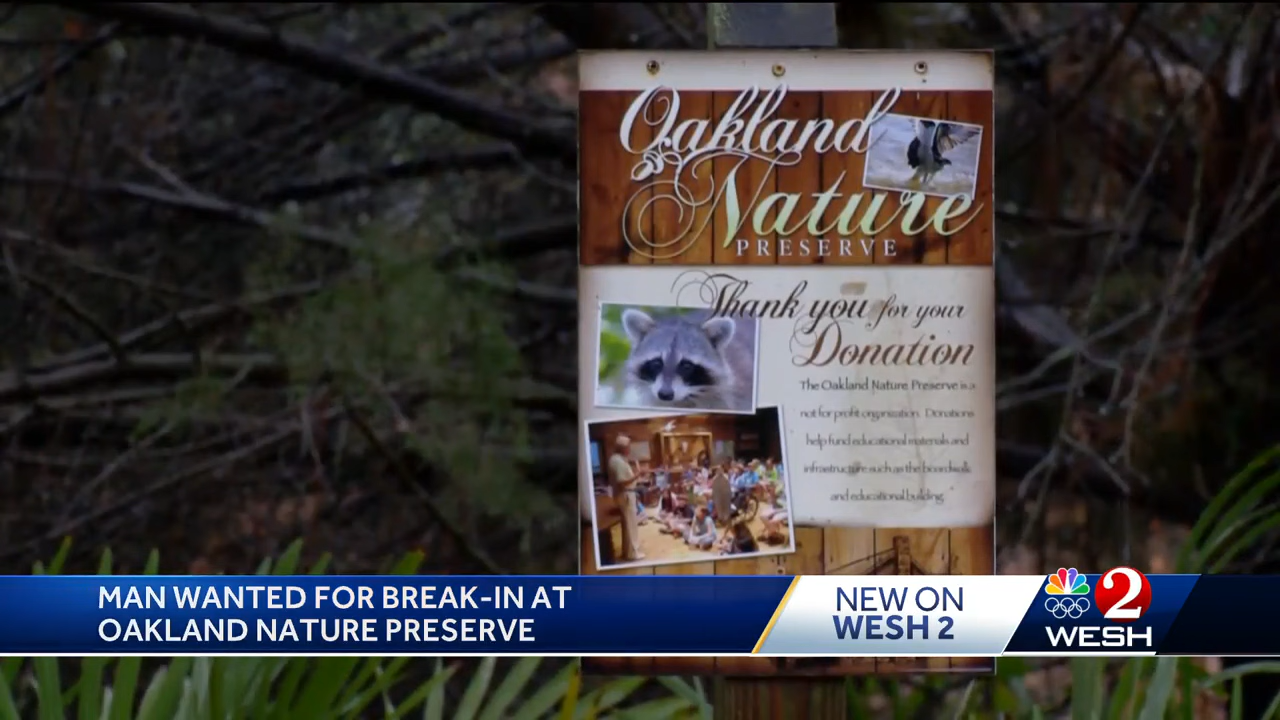 Oakland
Nature
PRESERVE
Thank you for your
Donation
The Oakland Nature Preserve is a
not for profit organization. Donations
help fund educational materials and
infrastructure such as the boardwalk
and educational building.
MAN WANTED FOR BREAK-IN AT
OAKLAND NATURE PRESERVE
NEW ON
WESH 2
2
WESH